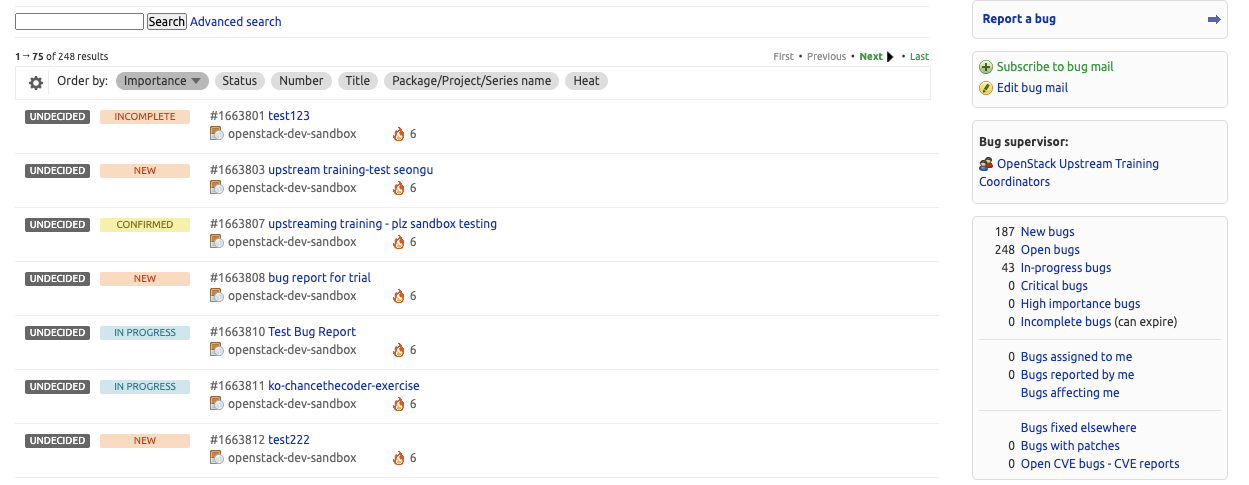 Search Advanced search
1 → 75 of 248 results
First • Previous • Next • Last
Order by: Importance Status Number Title Package/Project/Series name Heat
UNDECIDED INCOMPLETE #1663801 test123
openstack-dev-sandbox 6
UNDECIDED NEW #1663803 upstream training-test seongu
openstack-dev-sandbox 6
UNDECIDED CONFIRMED #1663807 upstreaming training - plz sandbox testing
openstack-dev-sandbox 6
UNDECIDED NEW #1663808 bug report for trial
openstack-dev-sandbox 6
UNDECIDED IN PROGRESS #1663810 Test Bug Report
openstack-dev-sandbox 6
UNDECIDED IN PROGRESS #1663811 ko-chancethecoder-exercise
openstack-dev-sandbox 6
UNDECIDED NEW #1663812 test222
openstack-dev-sandbox 6
Report a bug
Subscribe to bug mail
Edit bug mail
Bug supervisor:
OpenStack Upstream Training
Coordinators
187 New bugs
248 Open bugs
43 In-progress bugs
0 Critical bugs
0 High importance bugs
0 Incomplete bugs (can expire)
0 Bugs assigned to me
0 Bugs reported by me
Bugs affecting me
Bugs fixed elsewhere
0 Bugs with patches
0 Open CVE bugs - CVE reports